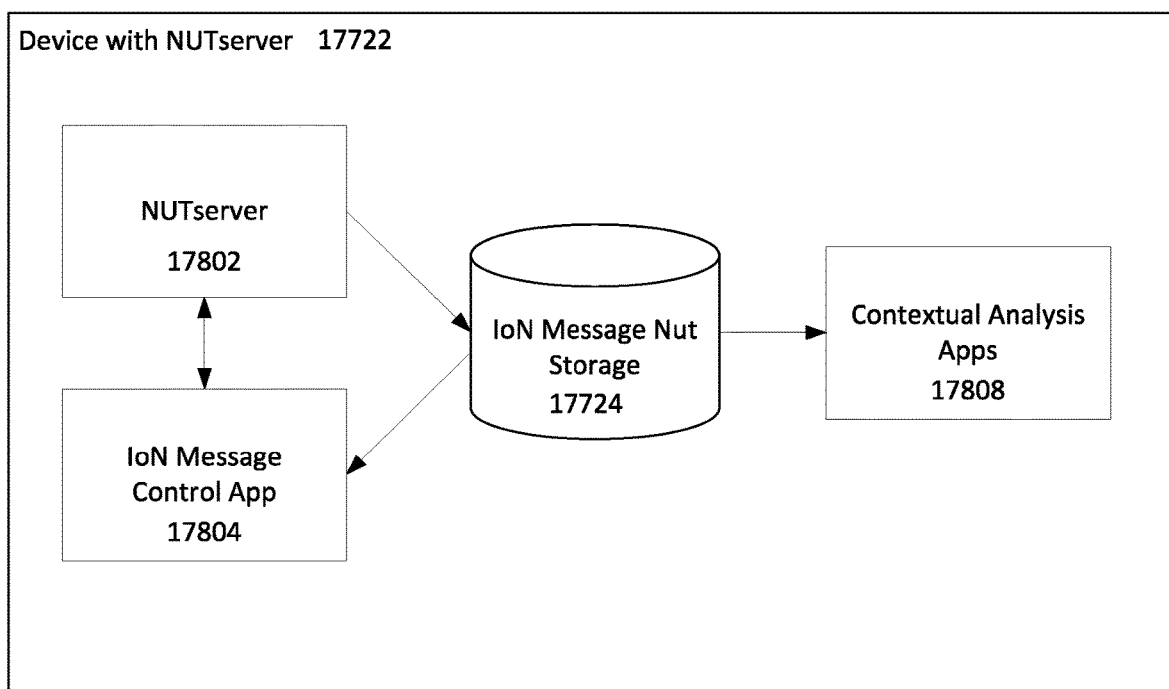 Device with NUTserver 17722
NUTserver
17802
IoN Message Nut
Storage
17724
Contextual Analysis
Apps
17808
IoN Message
Control App
17804